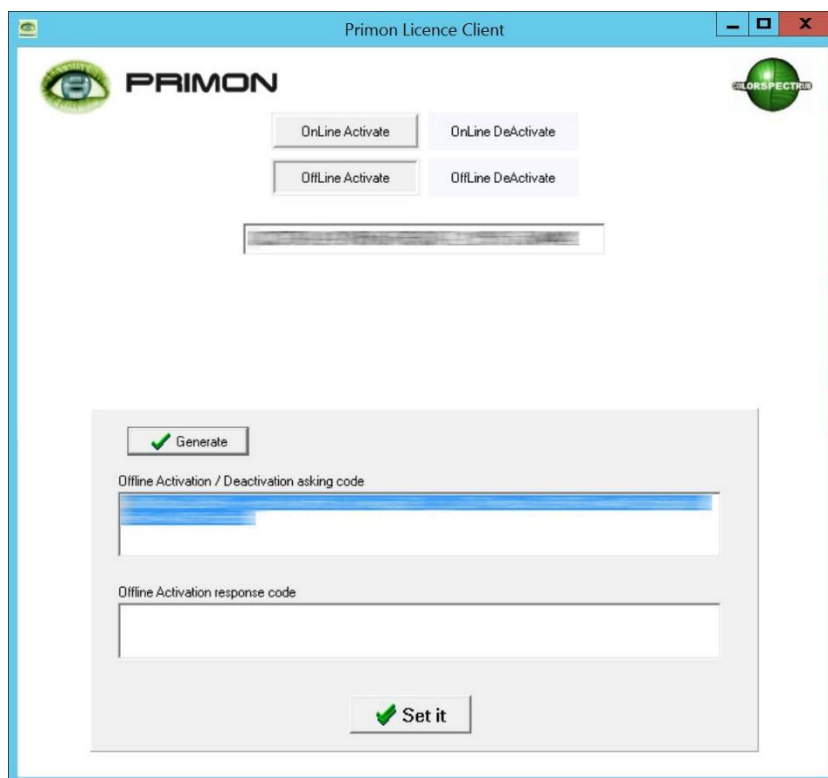 Primon Licence Client
PRIMON
COLORSPECTRUM
OnLine Activate
OnLine DeActivate
OffLine Activate
OffLine DeActivate
Generate
Offline Activation / Deactivation asking code
Offline Activation response code
Set it